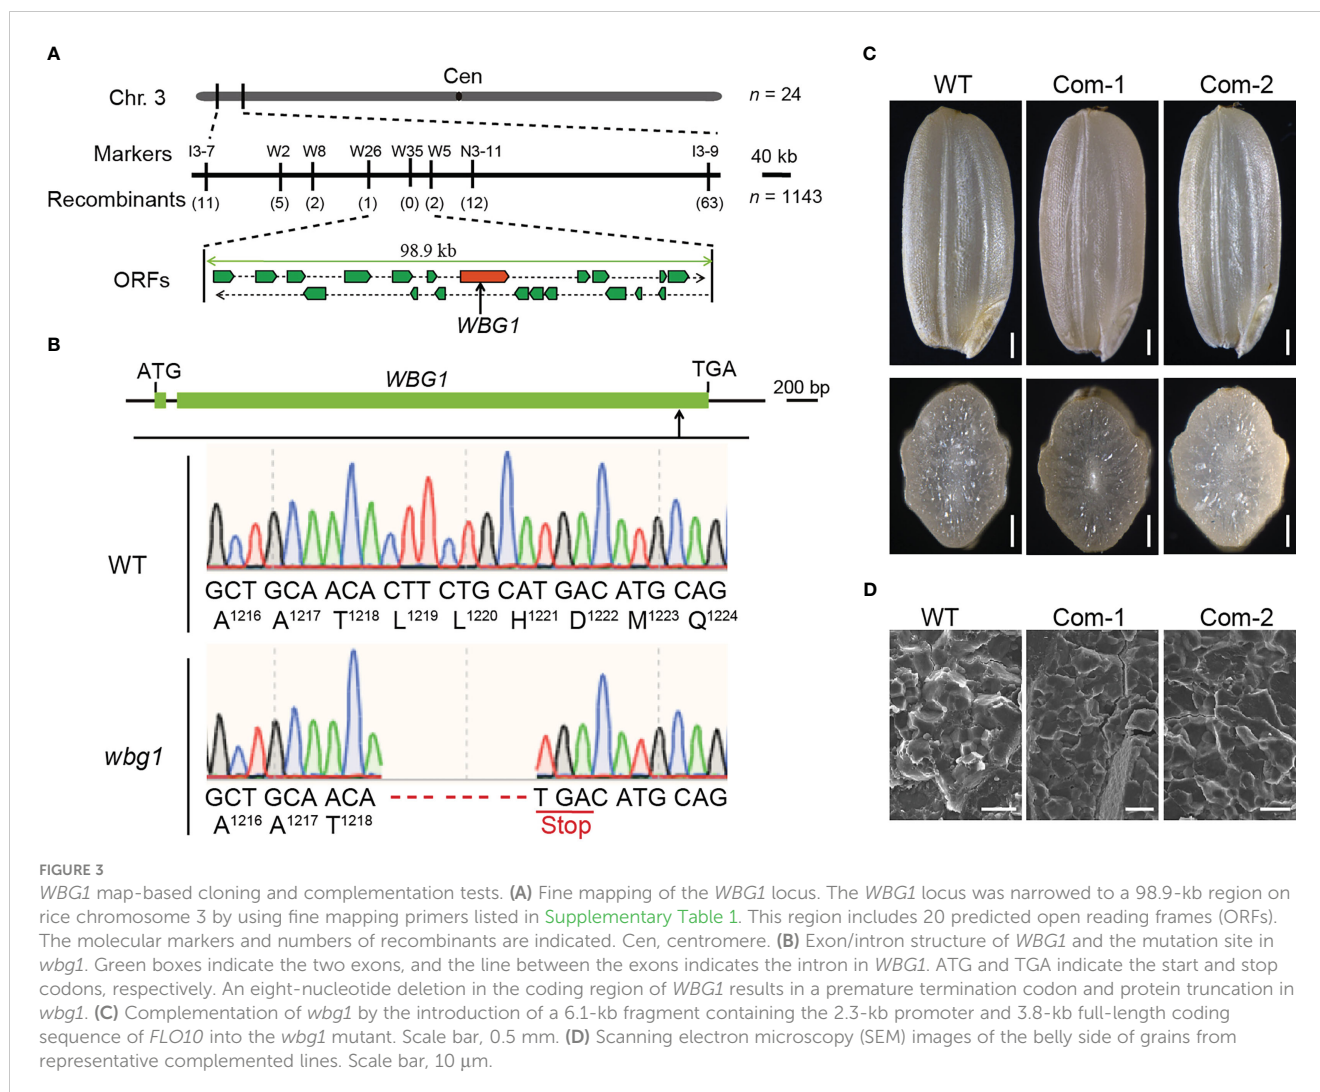 A
Cen
Chr. 3
n = 24
Markers I3-7 W2 W8 W26 W35 W5 N3-11 I3-9 40 kb
Recombinants (11) (5) (2) (1) (0) (2) (12) (63) n = 1143
98.9 kb
ORFs
WBG1
B
ATG WBG1 TGA
200 bp
WT
GCT GCA ACA CTT CTG CAT GACATGCAG
A1216 A1217 T1218 L1219 L1220 H1221 D1222 M1223 Q1224
wbg1
GCT GCA ACA - - - - - - - - T GAC ATG CAG
A1216 A1217 T1218 Stop
C
WT Com-1 Com-2
D
WT Com-1 Com-2
FIGURE 3
WBG1 map-based cloning and complementation tests. (A) Fine mapping of the WBG1 locus. The WBG1 locus was narrowed to a 98.9-kb region on
rice chromosome 3 by using fine mapping primers listed in Supplementary Table 1. This region includes 20 predicted open reading frames (ORFs).
The molecular markers and numbers of recombinants are indicated. Cen, centromere. (B) Exon/intron structure of WBG1 and the mutation site in
wbg1. Green boxes indicate the two exons, and the line between the exons indicates the intron in WBG1. ATG and TGA indicate the start and stop
codons, respectively. An eight-nucleotide deletion in the coding region of WBG1 results in a premature termination codon and protein truncation in
wbg1. (C) Complementation of wbg1 by the introduction of a 6.1-kb fragment containing the 2.3-kb promoter and 3.8-kb full-length coding
sequence of FLO10 into the wbg1 mutant. Scale bar, 0.5 mm. (D) Scanning electron microscopy (SEM) images of the belly side of grains from
representative complemented lines. Scale bar, 10 μm.